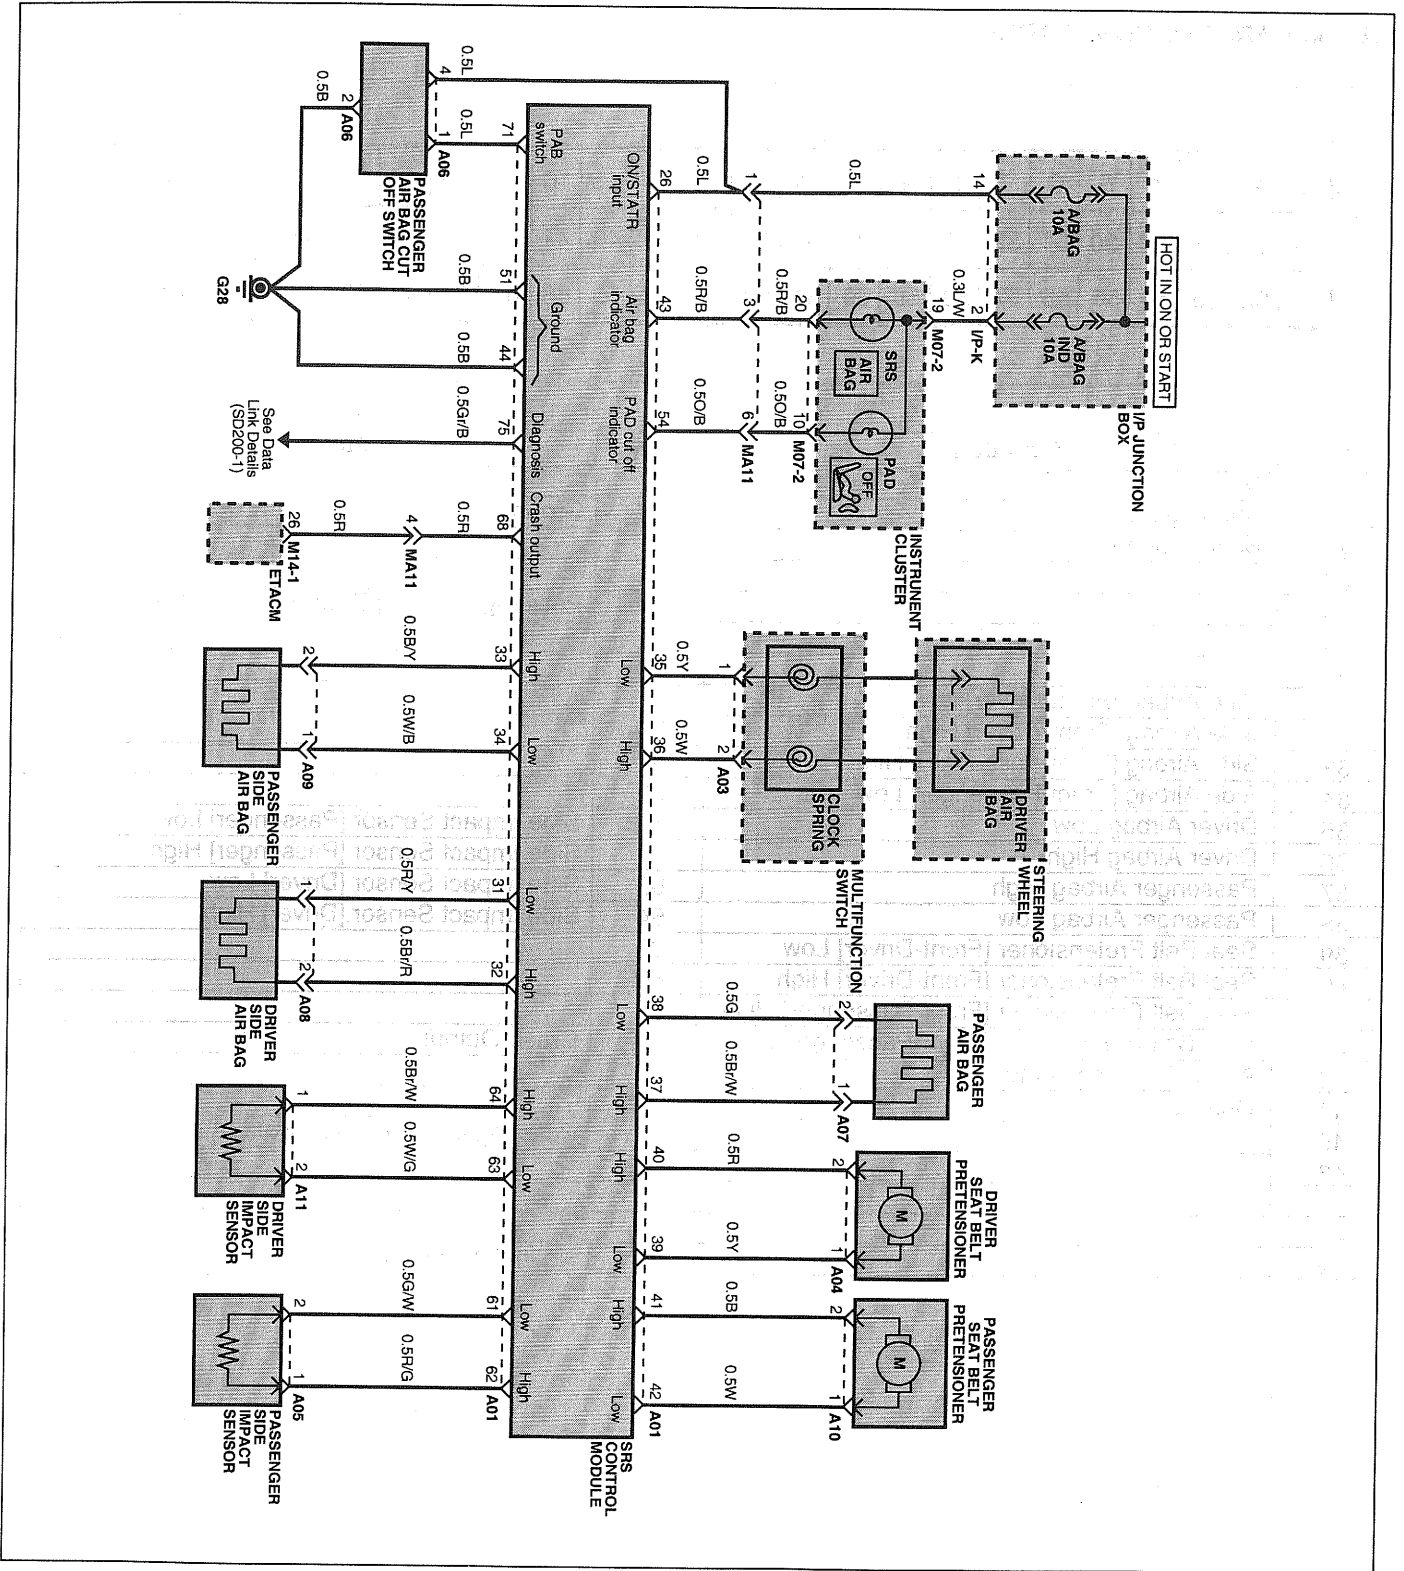 HOT IN ON OR START
I/P JUNCTION
BOX
A/BAG
10A
A/BAG
IND
10A
14
2
I/P-K
0.5L
0.3L/W
19
M07-2
INSTRUNENT
CLUSTER
SRS
AIR
BAG
PAD
OFF
20
10
M07-2
0.5R/B
0.5O/B
1
3
6
MA11
0.5L
0.5R/B
0.5O/B
26
43
54
ON/STATR
input
Air bag
indicator
PAD cut off
indicator
STEERING
WHEEL
DRIVER
AIR
BAG
CLOCK
SPRING
MULTIFUNCTION
SWITCH
1
2
A03
0.5Y
0.5W
35
36
Low
High
PASSENGER
AIR BAG
2
1
A07
0.5G
0.5Br/W
38
37
Low
High
DRIVER
SEAT BELT
PRETENSIONER
M
2
1
A04
0.5R
0.5Y
40
39
High
Low
PASSENGER
SEAT BELT
PRETENSIONER
M
2
1
A10
0.5B
0.5W
41
42
A01
High
Low
SRS
CONTROL
MODULE
PAB
switch
Ground
Diagnosis
Crash output
High
Low
Low
High
High
Low
Low
High
71
51
44
75
68
33
34
31
32
64
63
61
62
A01
0.5L
0.5L
4
1
A06
PASSENGER
AIR BAG CUT
OFF SWITCH
2
A06
0.5B
0.5B
0.5B
G28
0.5Gr/B
See Data
Link Details
(SD200-1)
0.5R
4
MA11
0.5R
26
M14-1
ETACM
0.5B/Y
0.5W/B
2
1
A09
PASSENGER
SIDE
AIR BAG
0.5R/Y
0.5Br/R
1
2
A08
DRIVER
SIDE
AIR BAG
0.5Br/W
0.5W/G
1
2
A11
DRIVER
SIDE
IMPACT
SENSOR
0.5G/W
0.5R/G
2
1
A05
PASSENGER
SIDE
IMPACT
SENSOR